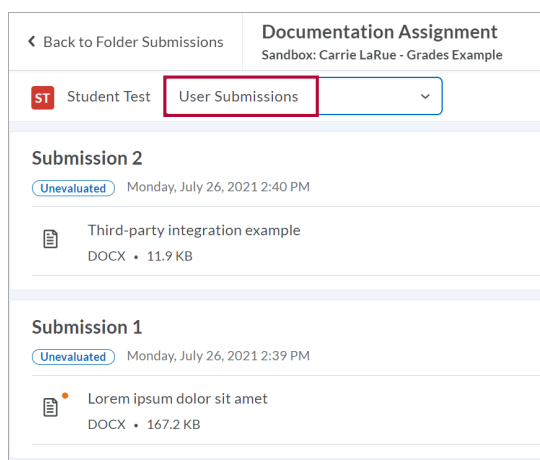 Back to Folder Submissions
Documentation Assignment
Sandbox: Carrie LaRue - Grades Example
ST Student Test User Submissions
Submission 2
Unevaluated Monday, July 26, 2021 2:40 PM
Third-party integration example
DOCX • 11.9 KB
Submission 1
Unevaluated Monday, July 26, 2021 2:39 PM
Lorem ipsum dolor sit amet
DOCX • 167.2 KB